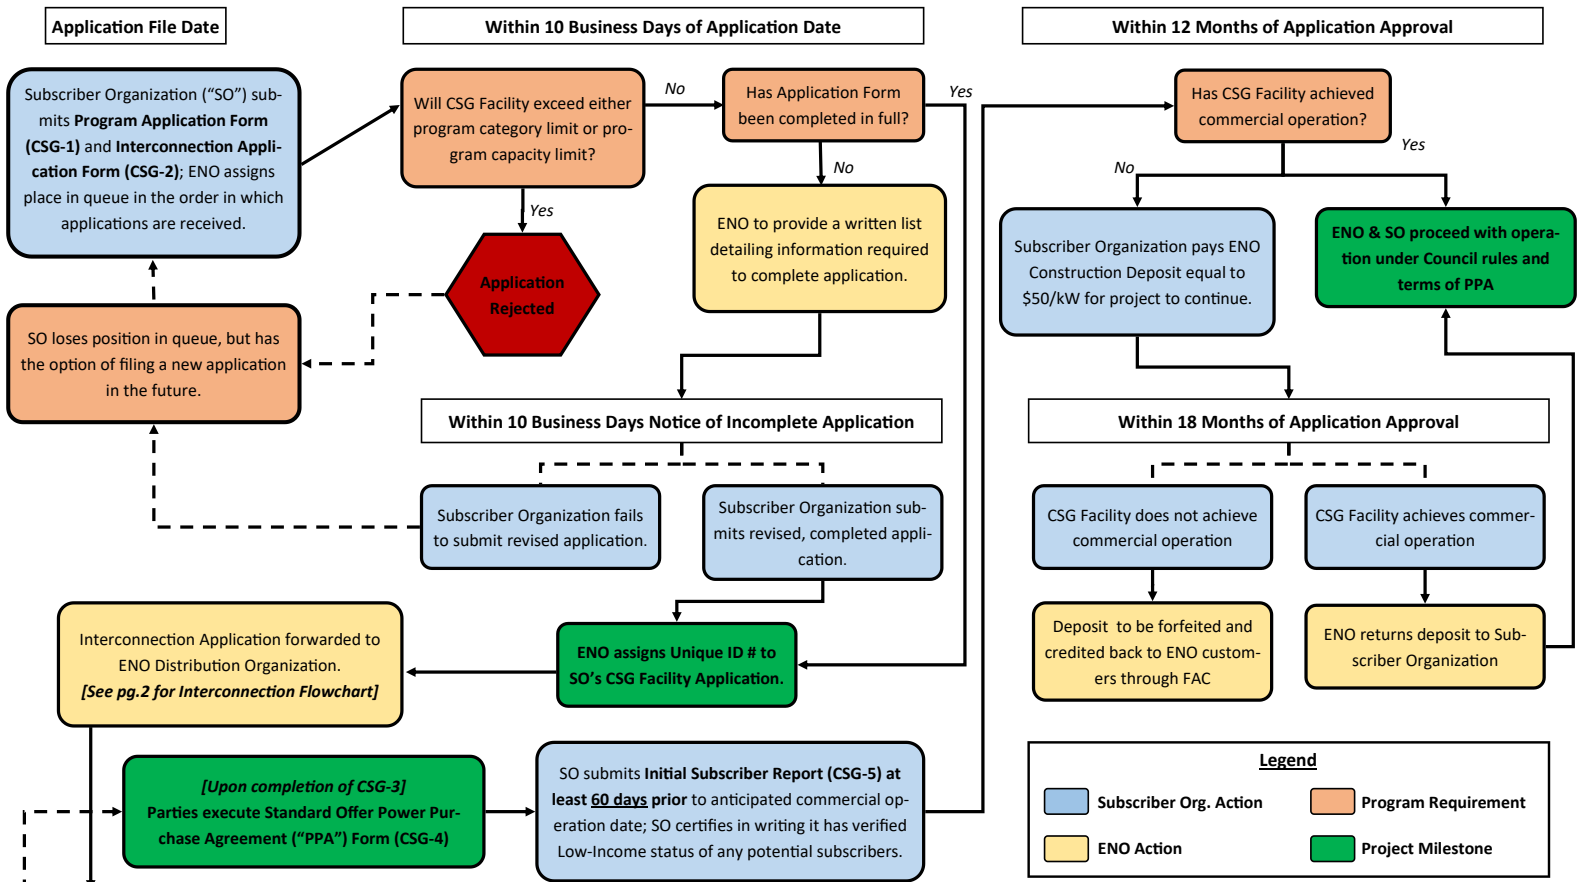 Application File Date
Within 10 Business Days of Application Date
Within 12 Months of Application Approval
Subscriber Organization (“SO”) sub-
mits Program Application Form
(CSG-1) and Interconnection Appli-
cation Form (CSG-2); ENO assigns
place in queue in the order in which
applications are received.
Will CSG Facility exceed either
program category limit or pro-
gram capacity limit?
No
Has Application Form
been completed in full?
Yes
Has CSG Facility achieved
commercial operation?
Yes
No
No
Yes
ENO to provide a written list
detailing information required
to complete application.
Subscriber Organization pays ENO
Construction Deposit equal to
$50/kW for project to continue.
ENO & SO proceed with opera-
tion under Council rules and
terms of PPA
Application
Rejected
SO loses position in queue, but has
the option of filing a new application
in the future.
Within 10 Business Days Notice of Incomplete Application
Within 18 Months of Application Approval
Subscriber Organization fails
to submit revised application.
Subscriber Organization sub-
mits revised, completed appli-
cation.
CSG Facility does not achieve
commercial operation
CSG Facility achieves commer-
cial operation
Interconnection Application forwarded to
ENO Distribution Organization.
[See pg.2 for Interconnection Flowchart]
ENO assigns Unique ID # to
SO’s CSG Facility Application.
Deposit to be forfeited and
credited back to ENO custom-
ers through FAC
ENO returns deposit to Sub-
scriber Organization
[Upon completion of CSG-3]
Parties execute Standard Offer Power Pur-
chase Agreement (“PPA”) Form (CSG-4)
SO submits Initial Subscriber Report (CSG-5) at
least 60 days prior to anticipated commercial op-
eration date; SO certifies in writing it has verified
Low-Income status of any potential subscribers.
Legend
Subscriber Org. Action
Program Requirement
ENO Action
Project Milestone